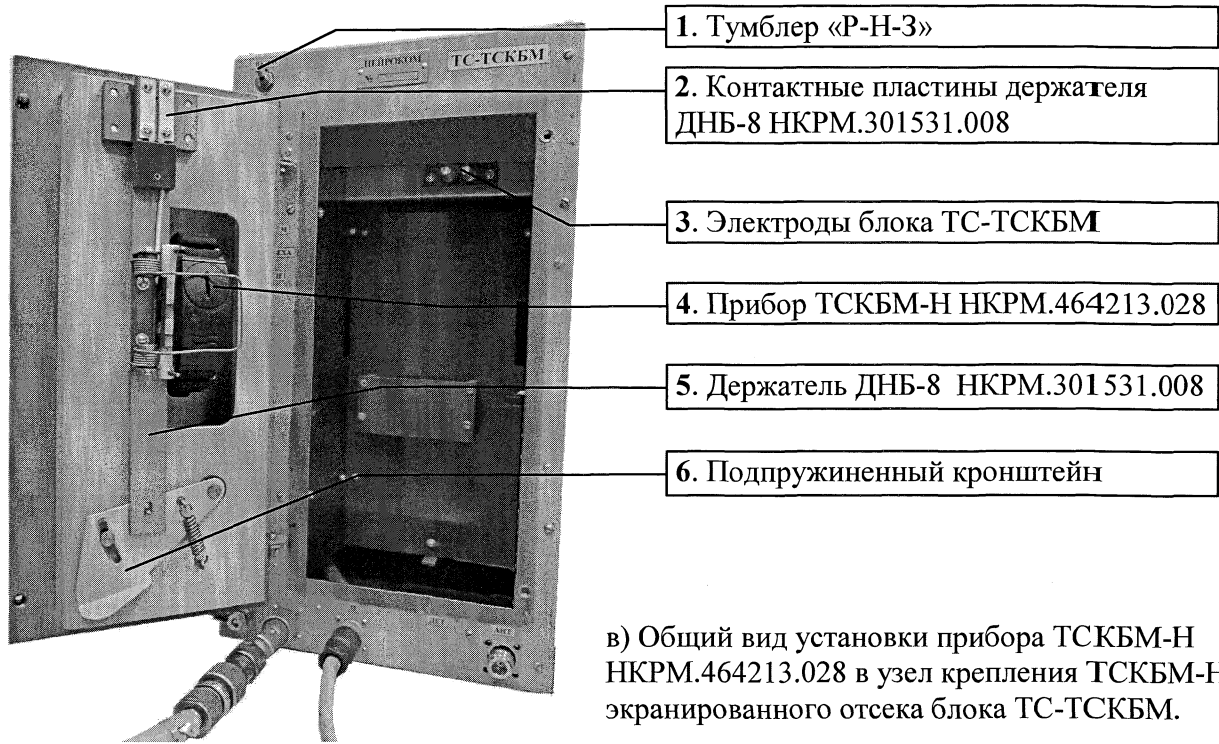 1. Тумблер «Р-Н-З»
НЕЙРОКОМ
ТС-ТСКБМ
№
2. Контактные пластины держателя
ДНБ-8 НКРМ.301531.008
3. Электроды блока ТС-ТСКБМ
4. Прибор ТСКБМ-Н НКРМ.464213.028
5. Держатель ДНБ-8 НКРМ.301531.008
6. Подпружиненный кронштейн
в) Общий вид установки прибора ТСКБМ-Н
НКРМ.464213.028 в узел крепления ТСКБМ-Н
экранированного отсека блока ТС-ТСКБМ.